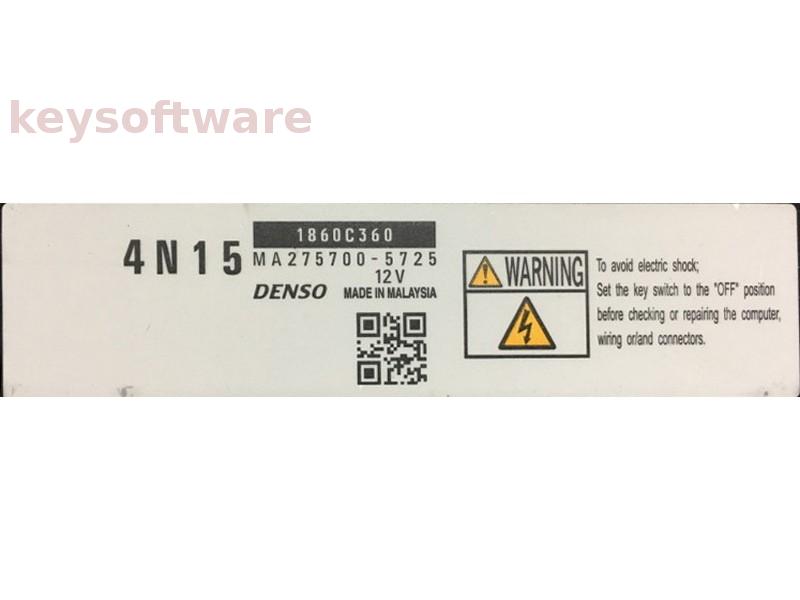 keysoftware
4N15
1860C360
MA275700-5725
12V
DENSO MADE IN MALAYSIA
WARNING
To avoid electric shock;
Set the key switch to the "OFF" position
before checking or repairing the computer,
wiring or/and connectors.